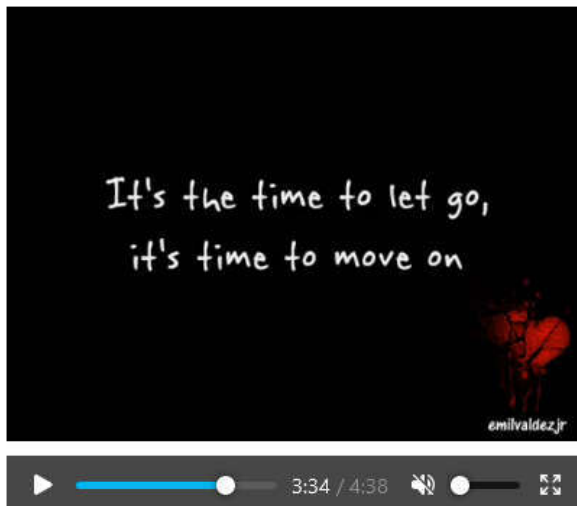 It's the time to let go,
it's time to move on
emilvaldezjr
3:34 / 4:38